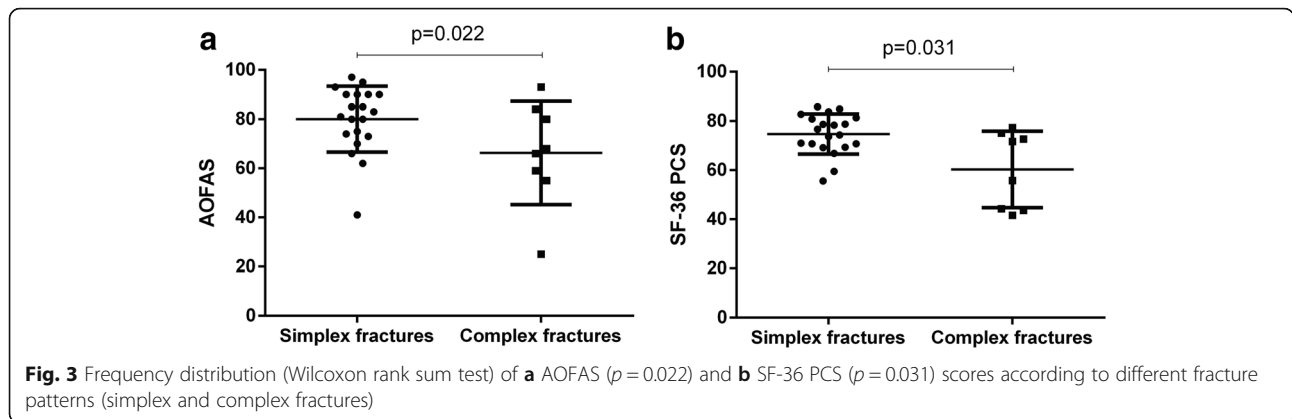 a
p=0.022
AOFAS
100
80
60
40
20
0
Simplex fractures Complex fractures
b
p=0.031
SF-36 PCS
100
80
60
40
20
0
Simplex fractures Complex fractures
Fig. 3 Frequency distribution (Wilcoxon rank sum test) of a AOFAS (p = 0.022) and b SF-36 PCS (p = 0.031) scores according to different fracture
patterns (simplex and complex fractures)